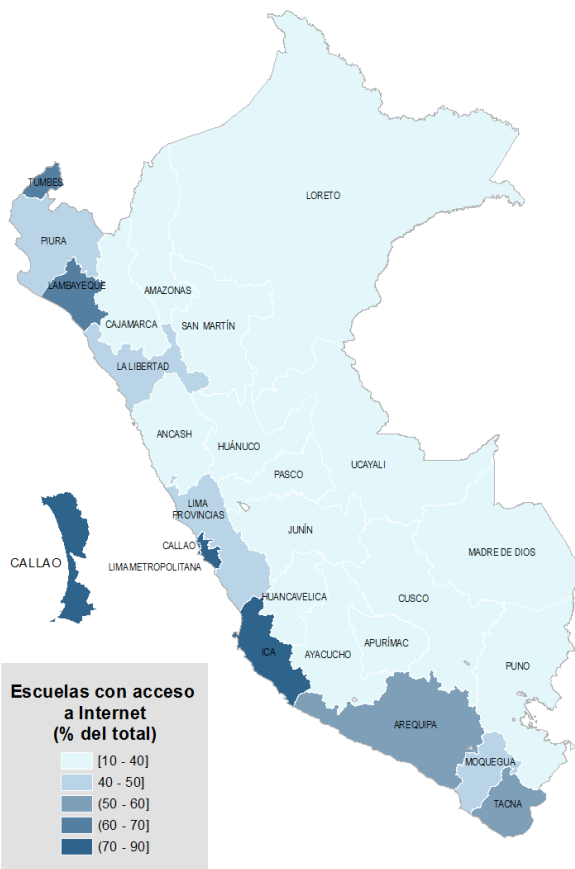 TUMBES
LORETO
PIURA
LAMBAYEQUE
AMAZONAS
CAJAMARCA
SAN MARTÍN
LA LIBERTAD
ANCASH
HUÁNUCO
UCAYALI
PASCO
LIMA
PROVINCIAS
JUNÍN
CALLAO
MADRE DE DIOS
CALLAO
LIMA METROPOLITANA
HUANCAVELICA
CUSCO
ICA
AYACUCHO
APURÍMAC
PUNO
AREQUIPA
MOQUEGUA
TACNA
Escuelas con acceso
a Internet
(% del total)
[10 - 40]
40 - 50]
(50 - 60]
(60 - 70]
(70 - 90]